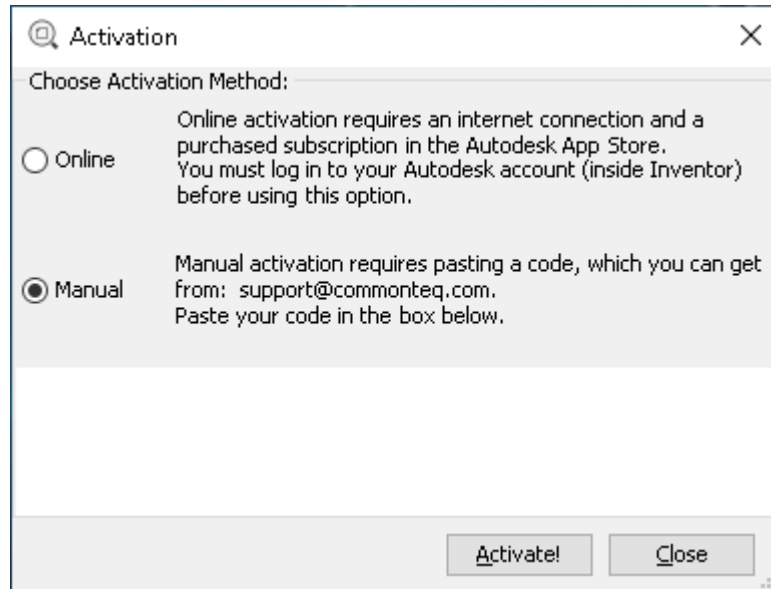 Activation
Choose Activation Method:
Online
Online activation requires an internet connection and a
purchased subscription in the Autodesk App Store.
You must log in to your Autodesk account (inside Inventor)
before using this option.
Manual
Manual activation requires pasting a code, which you can get
from:  support@commonteq.com.
Paste your code in the box below.
Activate!
Close